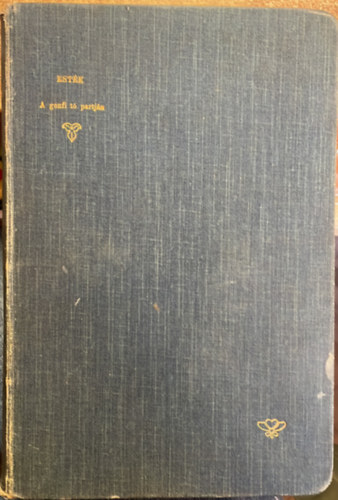 ESTÉK
A genfi tó partján